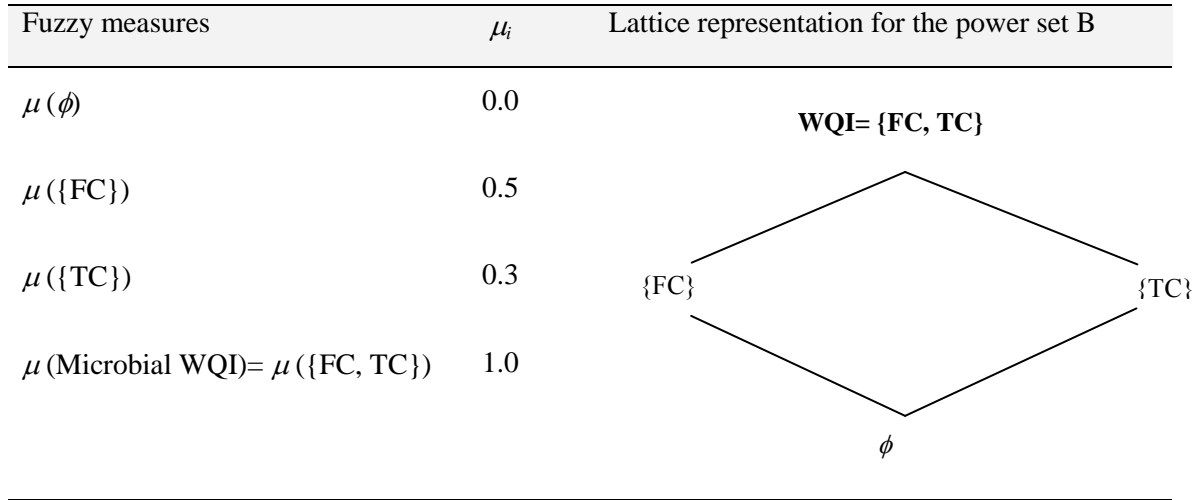 Fuzzy measures μi Lattice representation for the power set B
μ (ϕ) 0.0
WQI= {FC, TC}
μ ({FC}) 0.5
μ ({TC}) 0.3
{FC} {TC}
μ (Microbial WQI)= μ ({FC, TC}) 1.0
ϕ